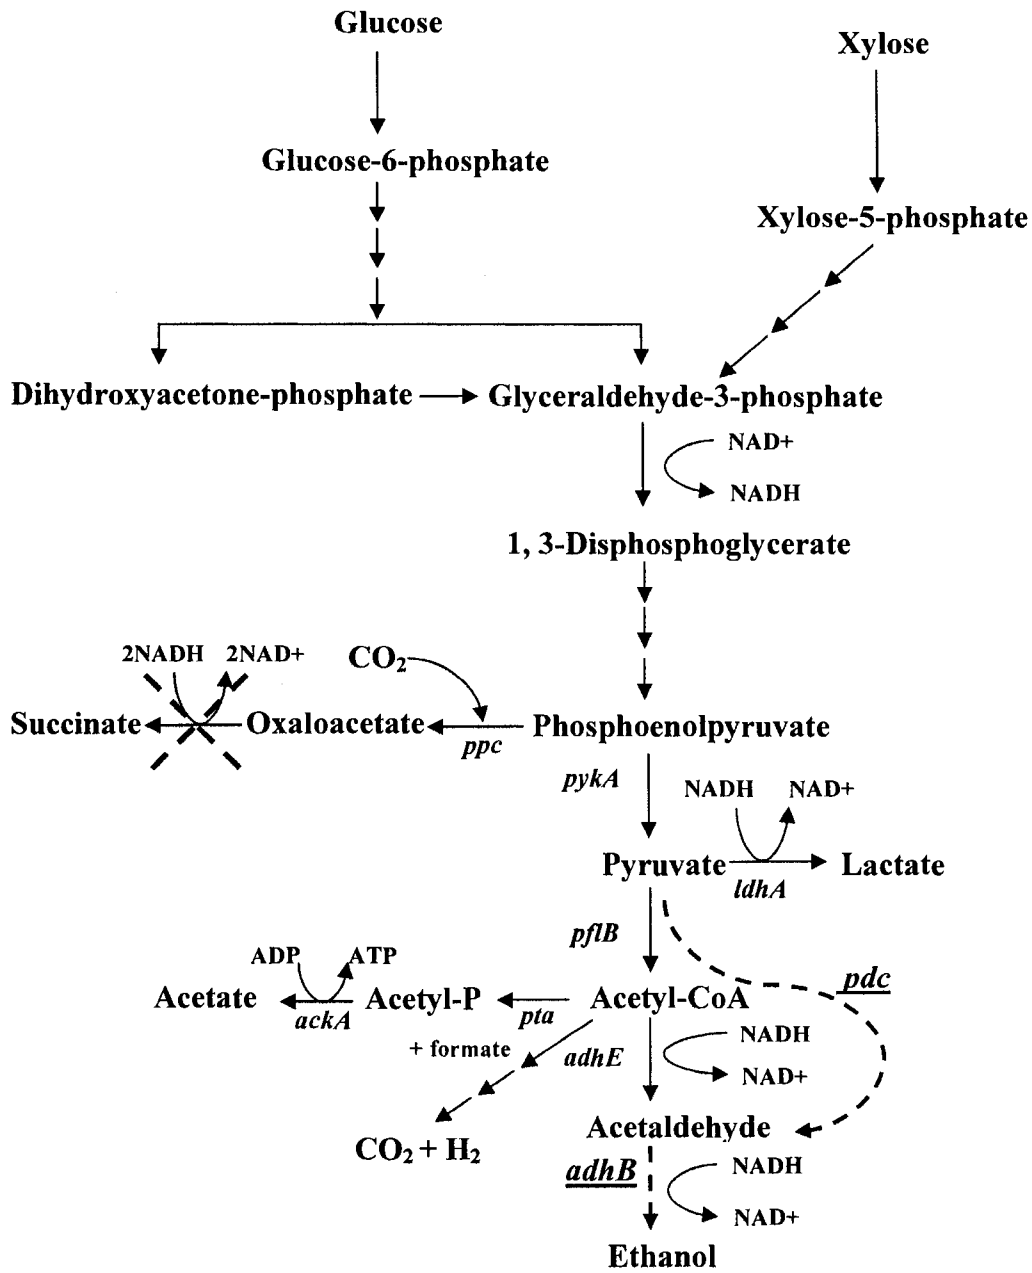 Glucose
Xylose
Glucose-6-phosphate
Xylose-5-phosphate
Dihydroxyacetone-phosphate
Glyceraldehyde-3-phosphate
NAD+
NADH
1, 3-Disphosphoglycerate
2NADH
2NAD+
CO₂
Succinate
Oxaloacetate
ppc
Phosphoenolpyruvate
pykA
NADH
NAD+
Pyruvate
ldhA
Lactate
pflB
ADP
ATP
pdc
Acetate
ackA
Acetyl-P
pta
Acetyl-CoA
+ formate
adhE
NADH
NAD+
CO₂ + H₂
Acetaldehyde
adhB
NADH
NAD+
Ethanol